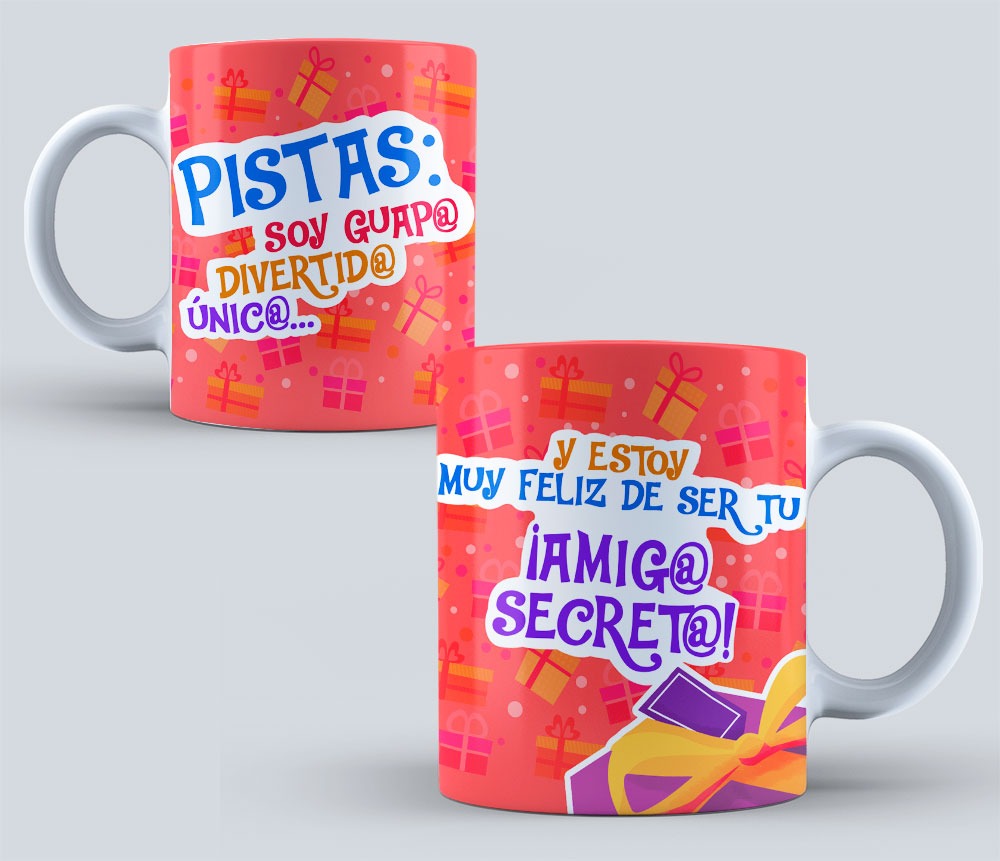 PISTAS:
SOY GUAP@
DIVERTID@
ÚNIC@...
Y ESTOY
MUY FELIZ DE SER TU
¡AMIG@
SECRET@!